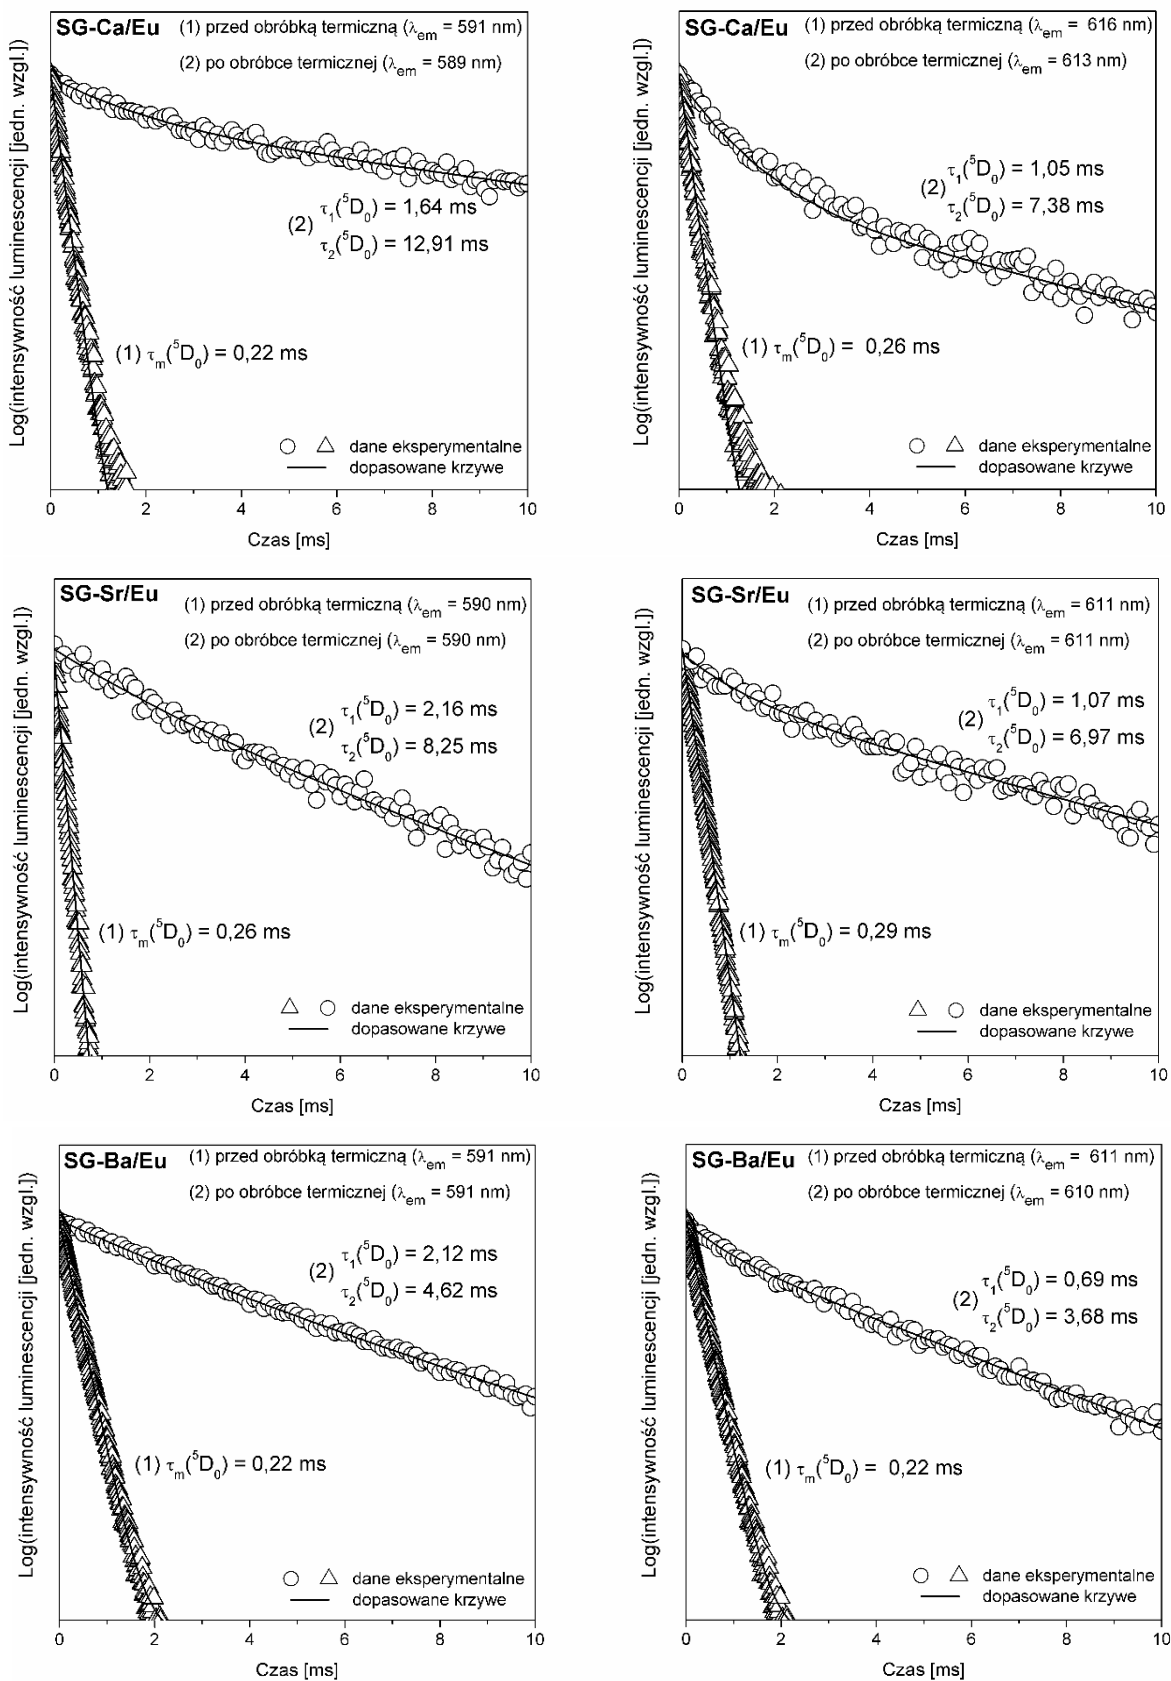 SG-Ca/Eu (1) przed obróbką termiczną (λem = 591 nm)
(2) po obróbce termicznej (λem = 589 nm)
(2) τ1(5D0) = 1,64 ms
τ2(5D0) = 12,91 ms
(1) τm(5D0) = 0,22 ms
dane eksperymentalne
dopasowane krzywe
Log(intensywność luminescencji [jedn. wzgl.])
0 2 4 6 8 10
Czas [ms]
SG-Ca/Eu (1) przed obróbką termiczną (λem = 616 nm)
(2) po obróbce termicznej (λem = 613 nm)
(2) τ1(5D0) = 1,05 ms
τ2(5D0) = 7,38 ms
(1) τm(5D0) = 0,26 ms
dane eksperymentalne
dopasowane krzywe
Log(intensywność luminescencji [jedn. wzgl.])
0 2 4 6 8 10
Czas [ms]
SG-Sr/Eu (1) przed obróbką termiczną (λem = 590 nm)
(2) po obróbce termicznej (λem = 590 nm)
(2) τ1(5D0) = 2,16 ms
τ2(5D0) = 8,25 ms
(1) τm(5D0) = 0,26 ms
dane eksperymentalne
dopasowane krzywe
Log(intensywność luminescencji [jedn. wzgl.])
0 2 4 6 8 10
Czas [ms]
SG-Sr/Eu (1) przed obróbką termiczną (λem = 611 nm)
(2) po obróbce termicznej (λem = 611 nm)
(2) τ1(5D0) = 1,07 ms
τ2(5D0) = 6,97 ms
(1) τm(5D0) = 0,29 ms
dane eksperymentalne
dopasowane krzywe
Log(intensywność luminescencji [jedn. wzgl.])
0 2 4 6 8 10
Czas [ms]
SG-Ba/Eu (1) przed obróbką termiczną (λem = 591 nm)
(2) po obróbce termicznej (λem = 591 nm)
(2) τ1(5D0) = 2,12 ms
τ2(5D0) = 4,62 ms
(1) τm(5D0) = 0,22 ms
dane eksperymentalne
dopasowane krzywe
Log(intensywność luminescencji [jedn. wzgl.])
0 2 4 6 8 10
Czas [ms]
SG-Ba/Eu (1) przed obróbką termiczną (λem = 611 nm)
(2) po obróbce termicznej (λem = 610 nm)
(2) τ1(5D0) = 0,69 ms
τ2(5D0) = 3,68 ms
(1) τm(5D0) = 0,22 ms
dane eksperymentalne
dopasowane krzywe
Log(intensywność luminescencji [jedn. wzgl.])
0 2 4 6 8 10
Czas [ms]